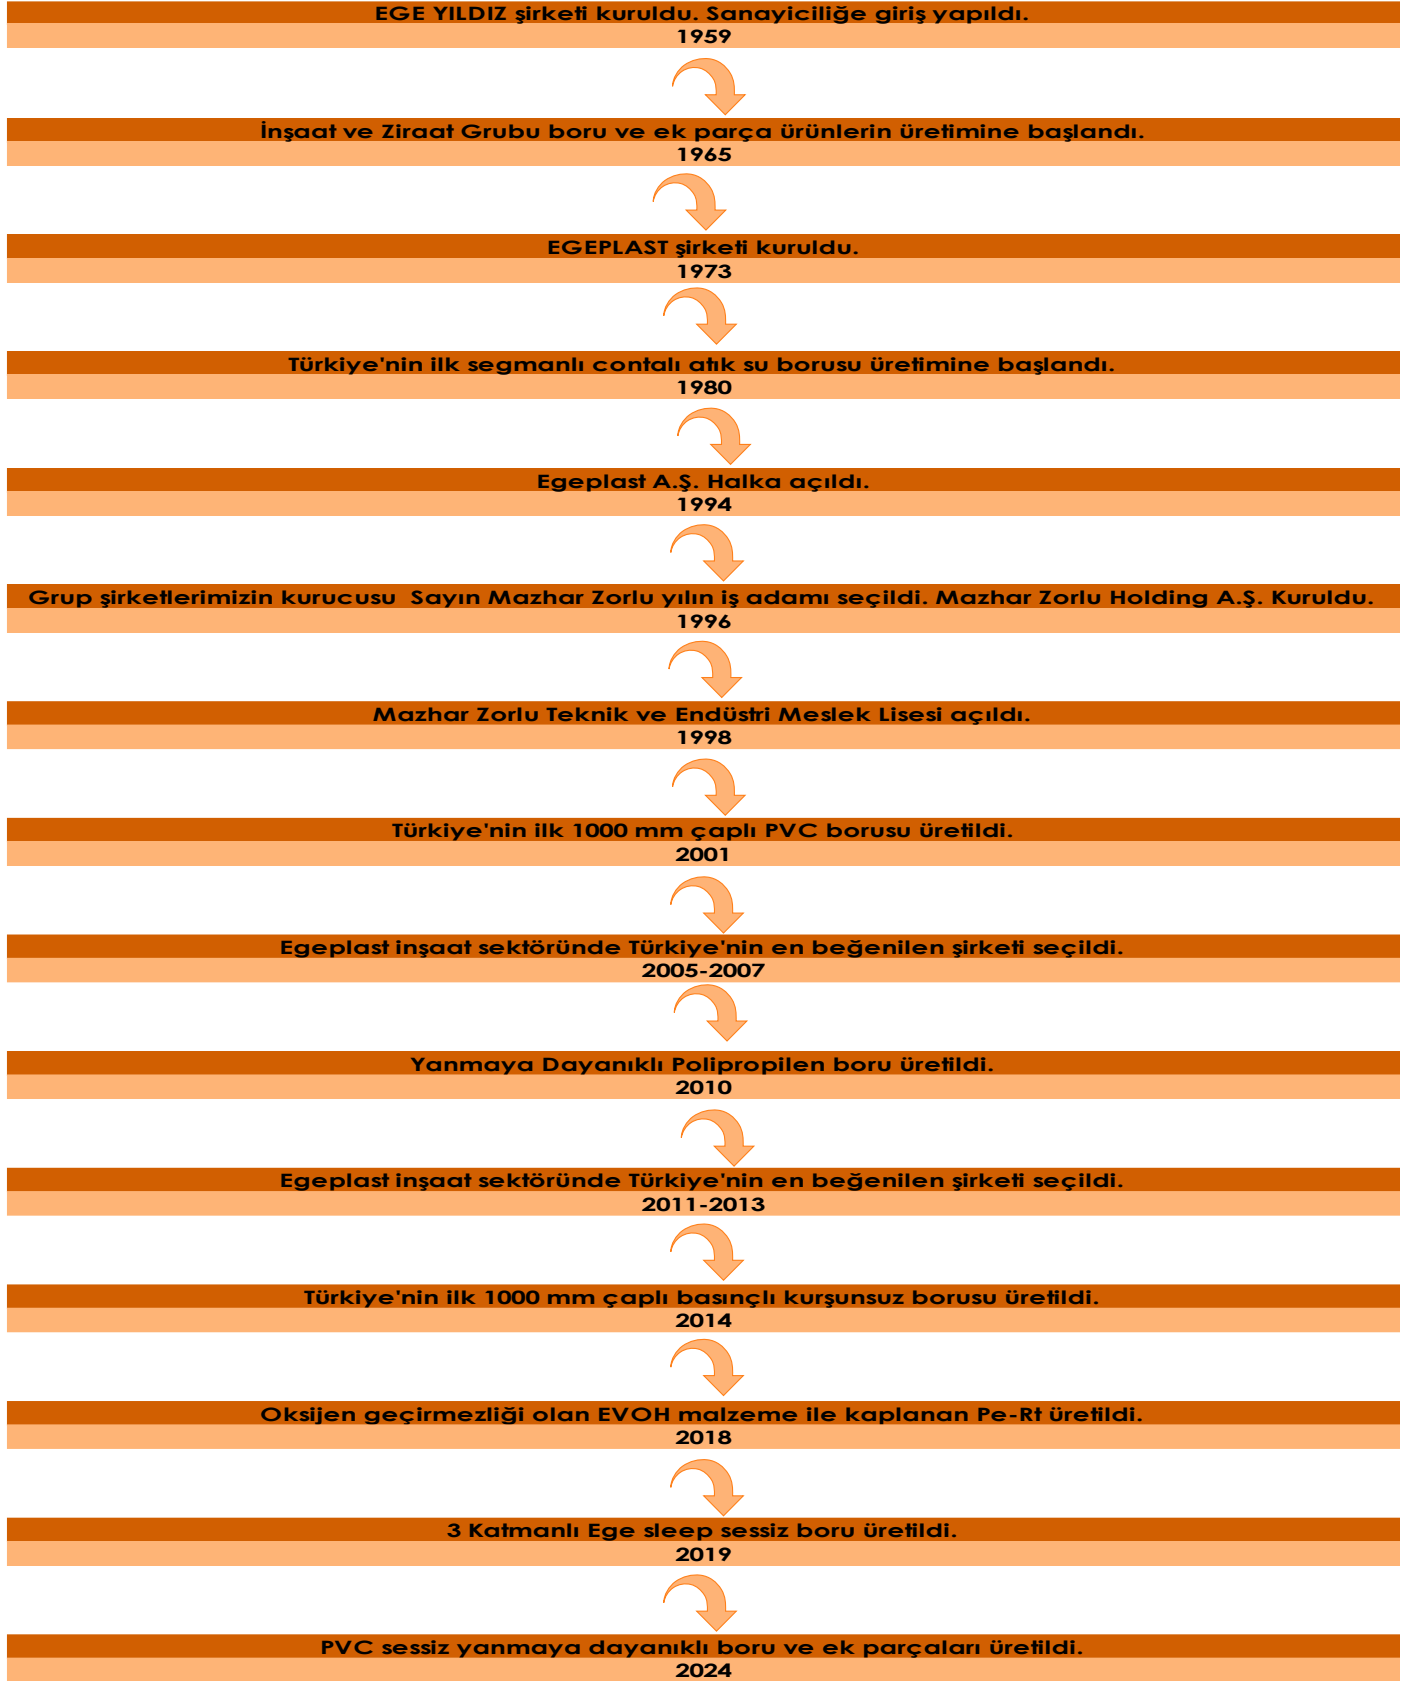 EGE YILDIZ şirketi kuruldu. Sanayiciliğe giriş yapıldı.
1959
İnşaat ve Ziraat Grubu boru ve ek parça ürünlerin üretimine başlandı.
1965
EGEPLAST şirketi kuruldu.
1973
Türkiye'nin ilk segmanlı contalı atık su borusu üretimine başlandı.
1980
Egeplast A.Ş. Halka açıldı.
1994
Grup şirketlerimizin kurucusu Sayın Mazhar Zorlu yılın iş adamı seçildi. Mazhar Zorlu Holding A.Ş. Kuruldu.
1996
Mazhar Zorlu Teknik ve Endüstri Meslek Lisesi açıldı.
1998
Türkiye'nin ilk 1000 mm çaplı PVC borusu üretildi.
2001
Egeplast inşaat sektöründe Türkiye'nin en beğenilen şirketi seçildi.
2005-2007
Yanmaya Dayanıklı Polipropilen boru üretildi.
2010
Egeplast inşaat sektöründe Türkiye'nin en beğenilen şirketi seçildi.
2011-2013
Türkiye'nin ilk 1000 mm çaplı basınçlı kurşunsuz borusu üretildi.
2014
Oksijen geçirmezliği olan EVOH malzeme ile kaplanan Pe-Rt üretildi.
2018
3 Katmanlı Ege sleep sessiz boru üretildi.
2019
PVC sessiz yanmaya dayanıklı boru ve ek parçaları üretildi.
2024